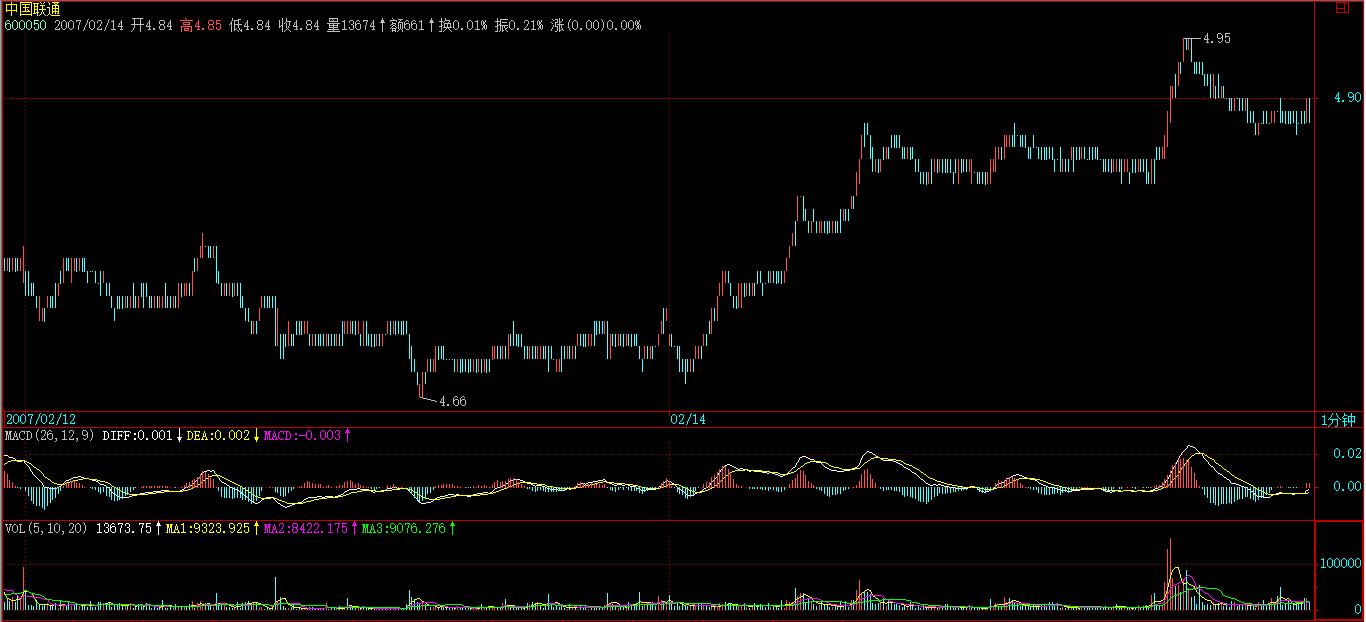 中国联通
600050 2007/02/14 开4.84 高4.85 低4.84 收4.84 量13674↑额661↑换0.01% 振0.21% 涨(0.00)0.00%
4.95
4.90
4.66
2007/02/12 02/14 1分钟
MACD(26,12,9) DIFF:0.001↓DEA:0.002↓MACD:-0.003↑
0.02
0.00
VOL(5,10,20) 13673.75↑MA1:9323.925↑MA2:8422.175↑MA3:9076.276↑
100000
0